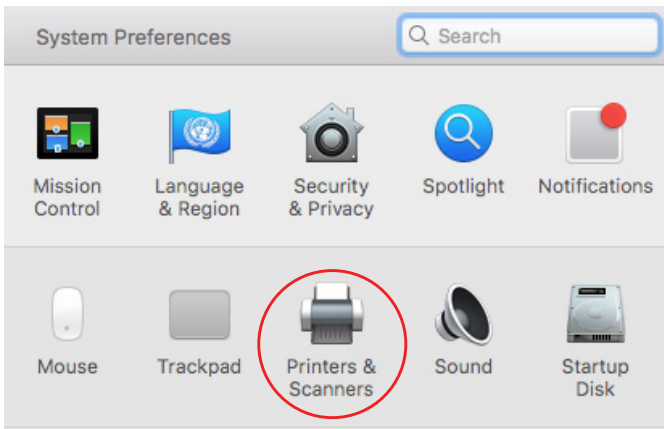 System Preferences
Search
Mission
Control
Language
& Region
Security
& Privacy
Spotlight
Notifications
Mouse
Trackpad
Printers &
Scanners
Sound
Startup
Disk